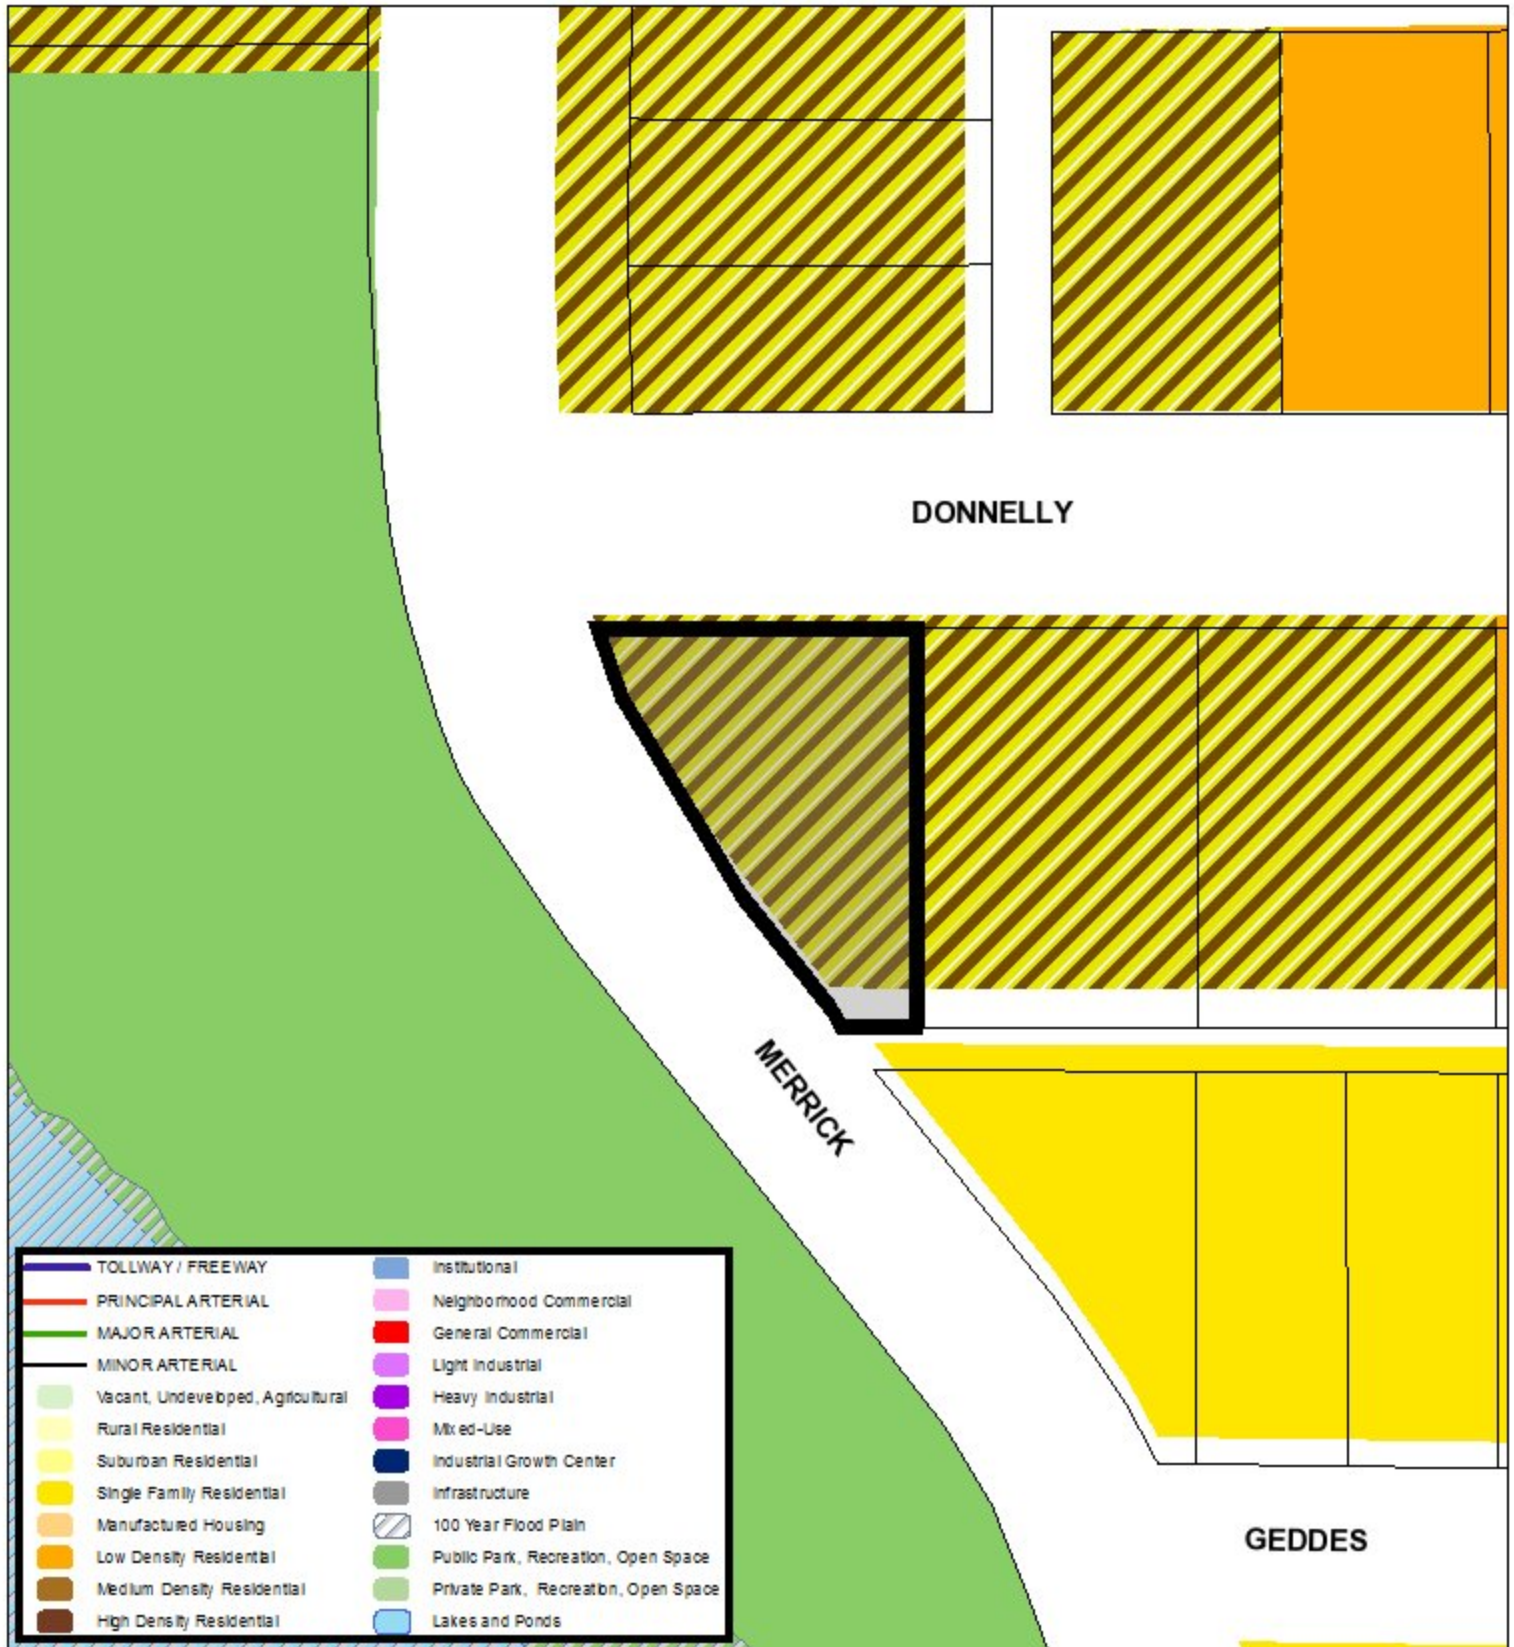 DONNELLY
MERRICK
GEDDES
TOLLWAY / FREEWAY
PRINCIPAL ARTERIAL
MAJOR ARTERIAL
MINOR ARTERIAL
Vacant, Undeveloped, Agricultural
Rural Residential
Suburban Residential
Single Family Residential
Manufactured Housing
Low Density Residential
Medium Density Residential
High Density Residential
Institutional
Neighborhood Commercial
General Commercial
Light Industrial
Heavy Industrial
Mixed-Use
Industrial Growth Center
Infrastructure
100 Year Flood Plain
Public Park, Recreation, Open Space
Private Park, Recreation, Open Space
Lakes and Ponds